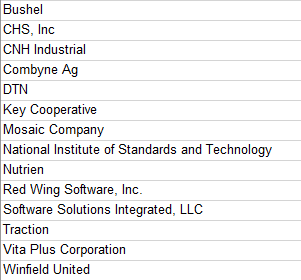 Bushel
CHS, Inc
CNH Industrial
Combyne Ag
DTN
Key Cooperative
Mosaic Company
National Institute of Standards and Technology
Nutrien
Red Wing Software, Inc.
Software Solutions Integrated, LLC
Traction
Vita Plus Corporation
Winfield United